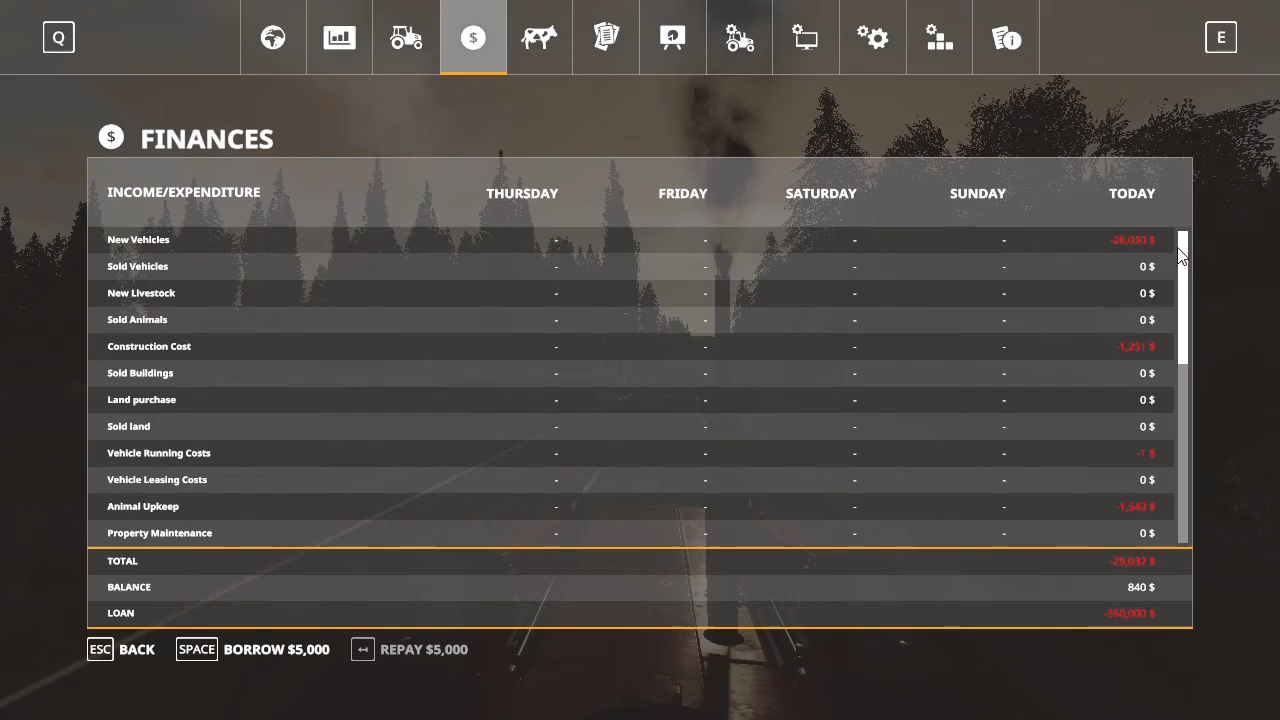 Q
$
E
$ FINANCES
INCOME/EXPENDITURE THURSDAY FRIDAY SATURDAY SUNDAY TODAY
New Vehicles - - - -
Sold Vehicles - - - - 0 $
New Livestock - - - - 0 $
Sold Animals - - - - 0 $
Construction Cost - - - - -1,251 $
Sold Buildings - - - - 0 $
Land purchase - - - - 0 $
Sold land - - - - 0 $
Vehicle Running Costs - - - - -1 $
Vehicle Leasing Costs - - - - 0 $
Animal Upkeep - - - - -1,543 $
Property Maintenance - - - - 0 $
TOTAL -29,032 $
BALANCE 840 $
LOAN -350,000 $
ESC BACK SPACE BORROW $5,000 REPAY $5,000